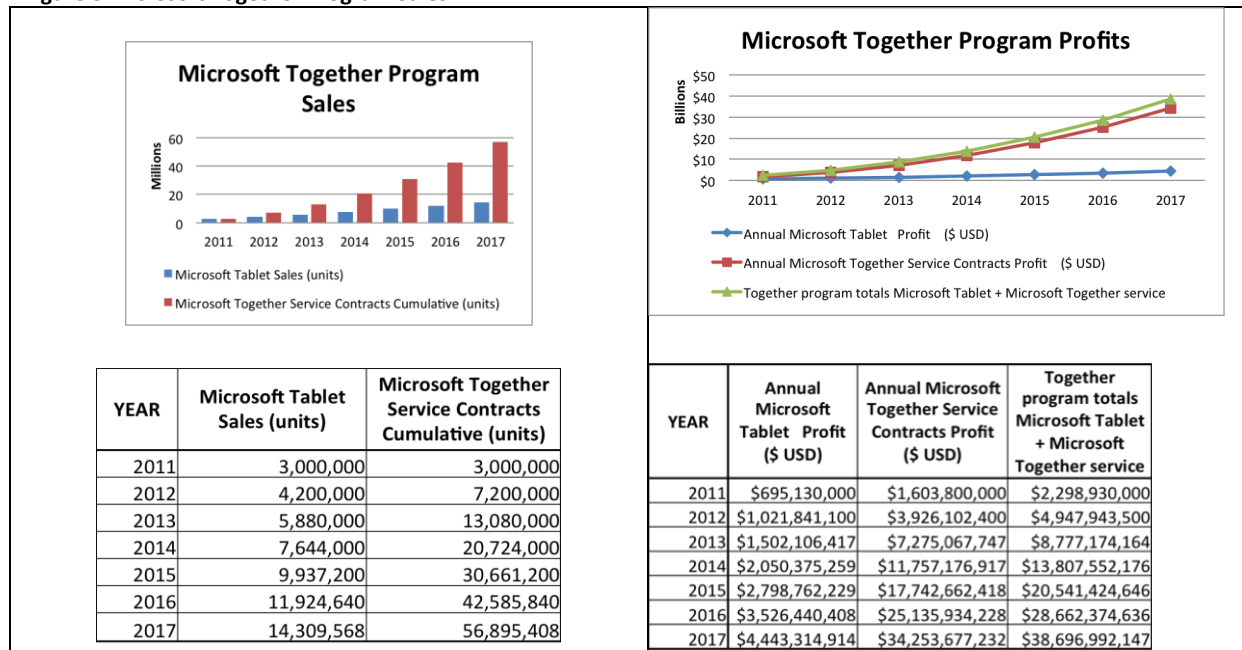 Microsoft Together Program
Sales
Millions
60
40
20
0
2011 2012 2013 2014 2015 2016 2017
Microsoft Tablet Sales (units)
Microsoft Together Service Contracts Cumulative (units)
YEAR
Microsoft Tablet
Sales (units)
Microsoft Together
Service Contracts
Cumulative (units)
2011 3,000,000 3,000,000
2012 4,200,000 7,200,000
2013 5,880,000 13,080,000
2014 7,644,000 20,724,000
2015 9,937,200 30,661,200
2016 11,924,640 42,585,840
2017 14,309,568 56,895,408
Microsoft Together Program Profits
Billions
$50
$40
$30
$20
$10
$0
2011 2012 2013 2014 2015 2016 2017
Annual Microsoft Tablet Profit ($ USD)
Annual Microsoft Together Service Contracts Profit ($ USD)
Together program totals Microsoft Tablet + Microsoft Together service
YEAR
Annual
Microsoft
Tablet Profit
($ USD)
Annual Microsoft
Together Service
Contracts Profit
($ USD)
Together
program totals
Microsoft Tablet
+ Microsoft
Together service
2011 $695,130,000 $1,603,800,000 $2,298,930,000
2012 $1,021,841,100 $3,926,102,400 $4,947,943,500
2013 $1,502,106,417 $7,275,067,747 $8,777,174,164
2014 $2,050,375,259 $11,757,176,917 $13,807,552,176
2015 $2,798,762,229 $17,742,662,418 $20,541,424,646
2016 $3,526,440,408 $25,135,934,228 $28,662,374,636
2017 $4,443,314,914 $34,253,677,232 $38,696,992,147